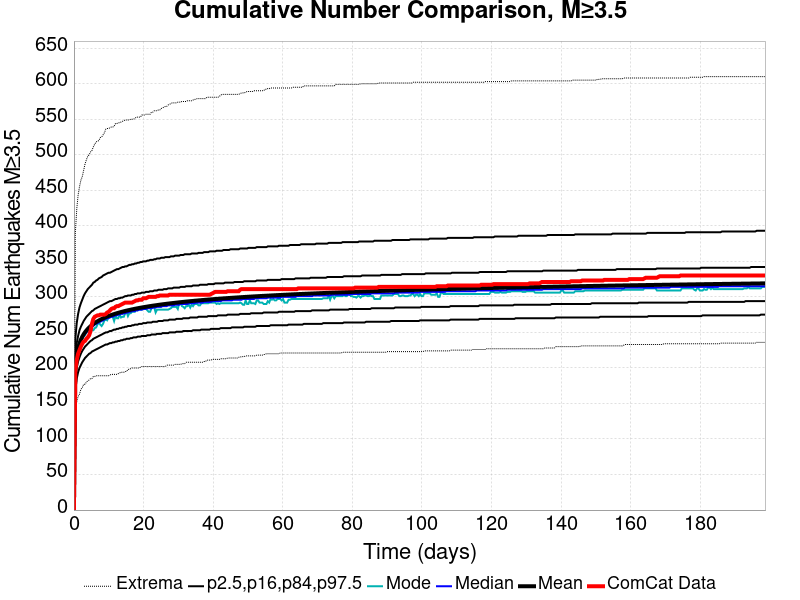 Cumulative Number Comparison, M≥3.5
Cumulative Num Earthquakes M≥3.5
650
600
550
500
450
400
350
300
250
200
150
100
50
0
0 20 40 60 80 100 120 140 160 180
Time (days)
Extrema p2.5,p16,p84,p97.5 Mode Median Mean ComCat Data